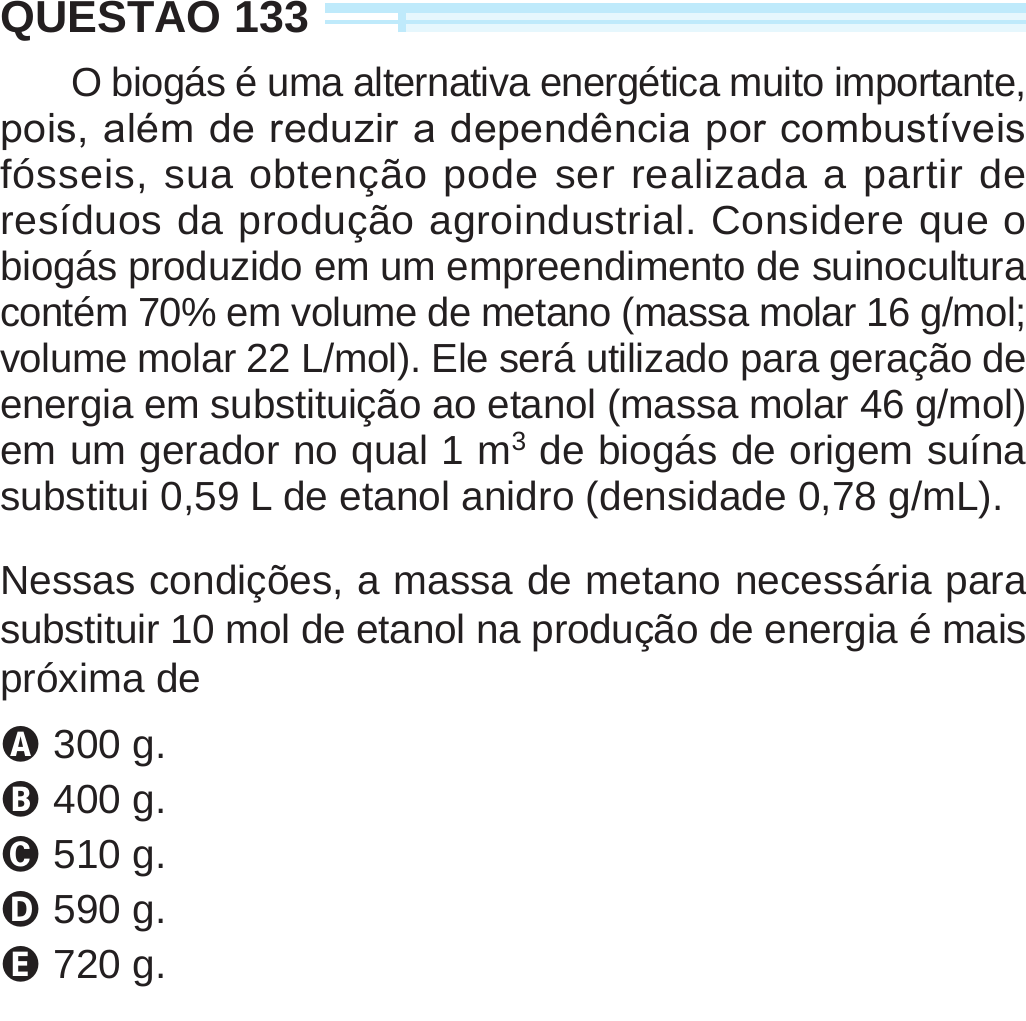 QUESTÃO 133
O biogás é uma alternativa energética muito importante,
pois, além de reduzir a dependência por combustíveis
fósseis, sua obtenção pode ser realizada a partir de
resíduos da produção agroindustrial. Considere que o
biogás produzido em um empreendimento de suinocultura
contém 70% em volume de metano (massa molar 16 g/mol;
volume molar 22 L/mol). Ele será utilizado para geração de
energia em substituição ao etanol (massa molar 46 g/mol)
em um gerador no qual 1 m³ de biogás de origem suína
substitui 0,59 L de etanol anidro (densidade 0,78 g/mL).
Nessas condições, a massa de metano necessária para
substituir 10 mol de etanol na produção de energia é mais
próxima de
A 300 g.
B 400 g.
C 510 g.
D 590 g.
E 720 g.